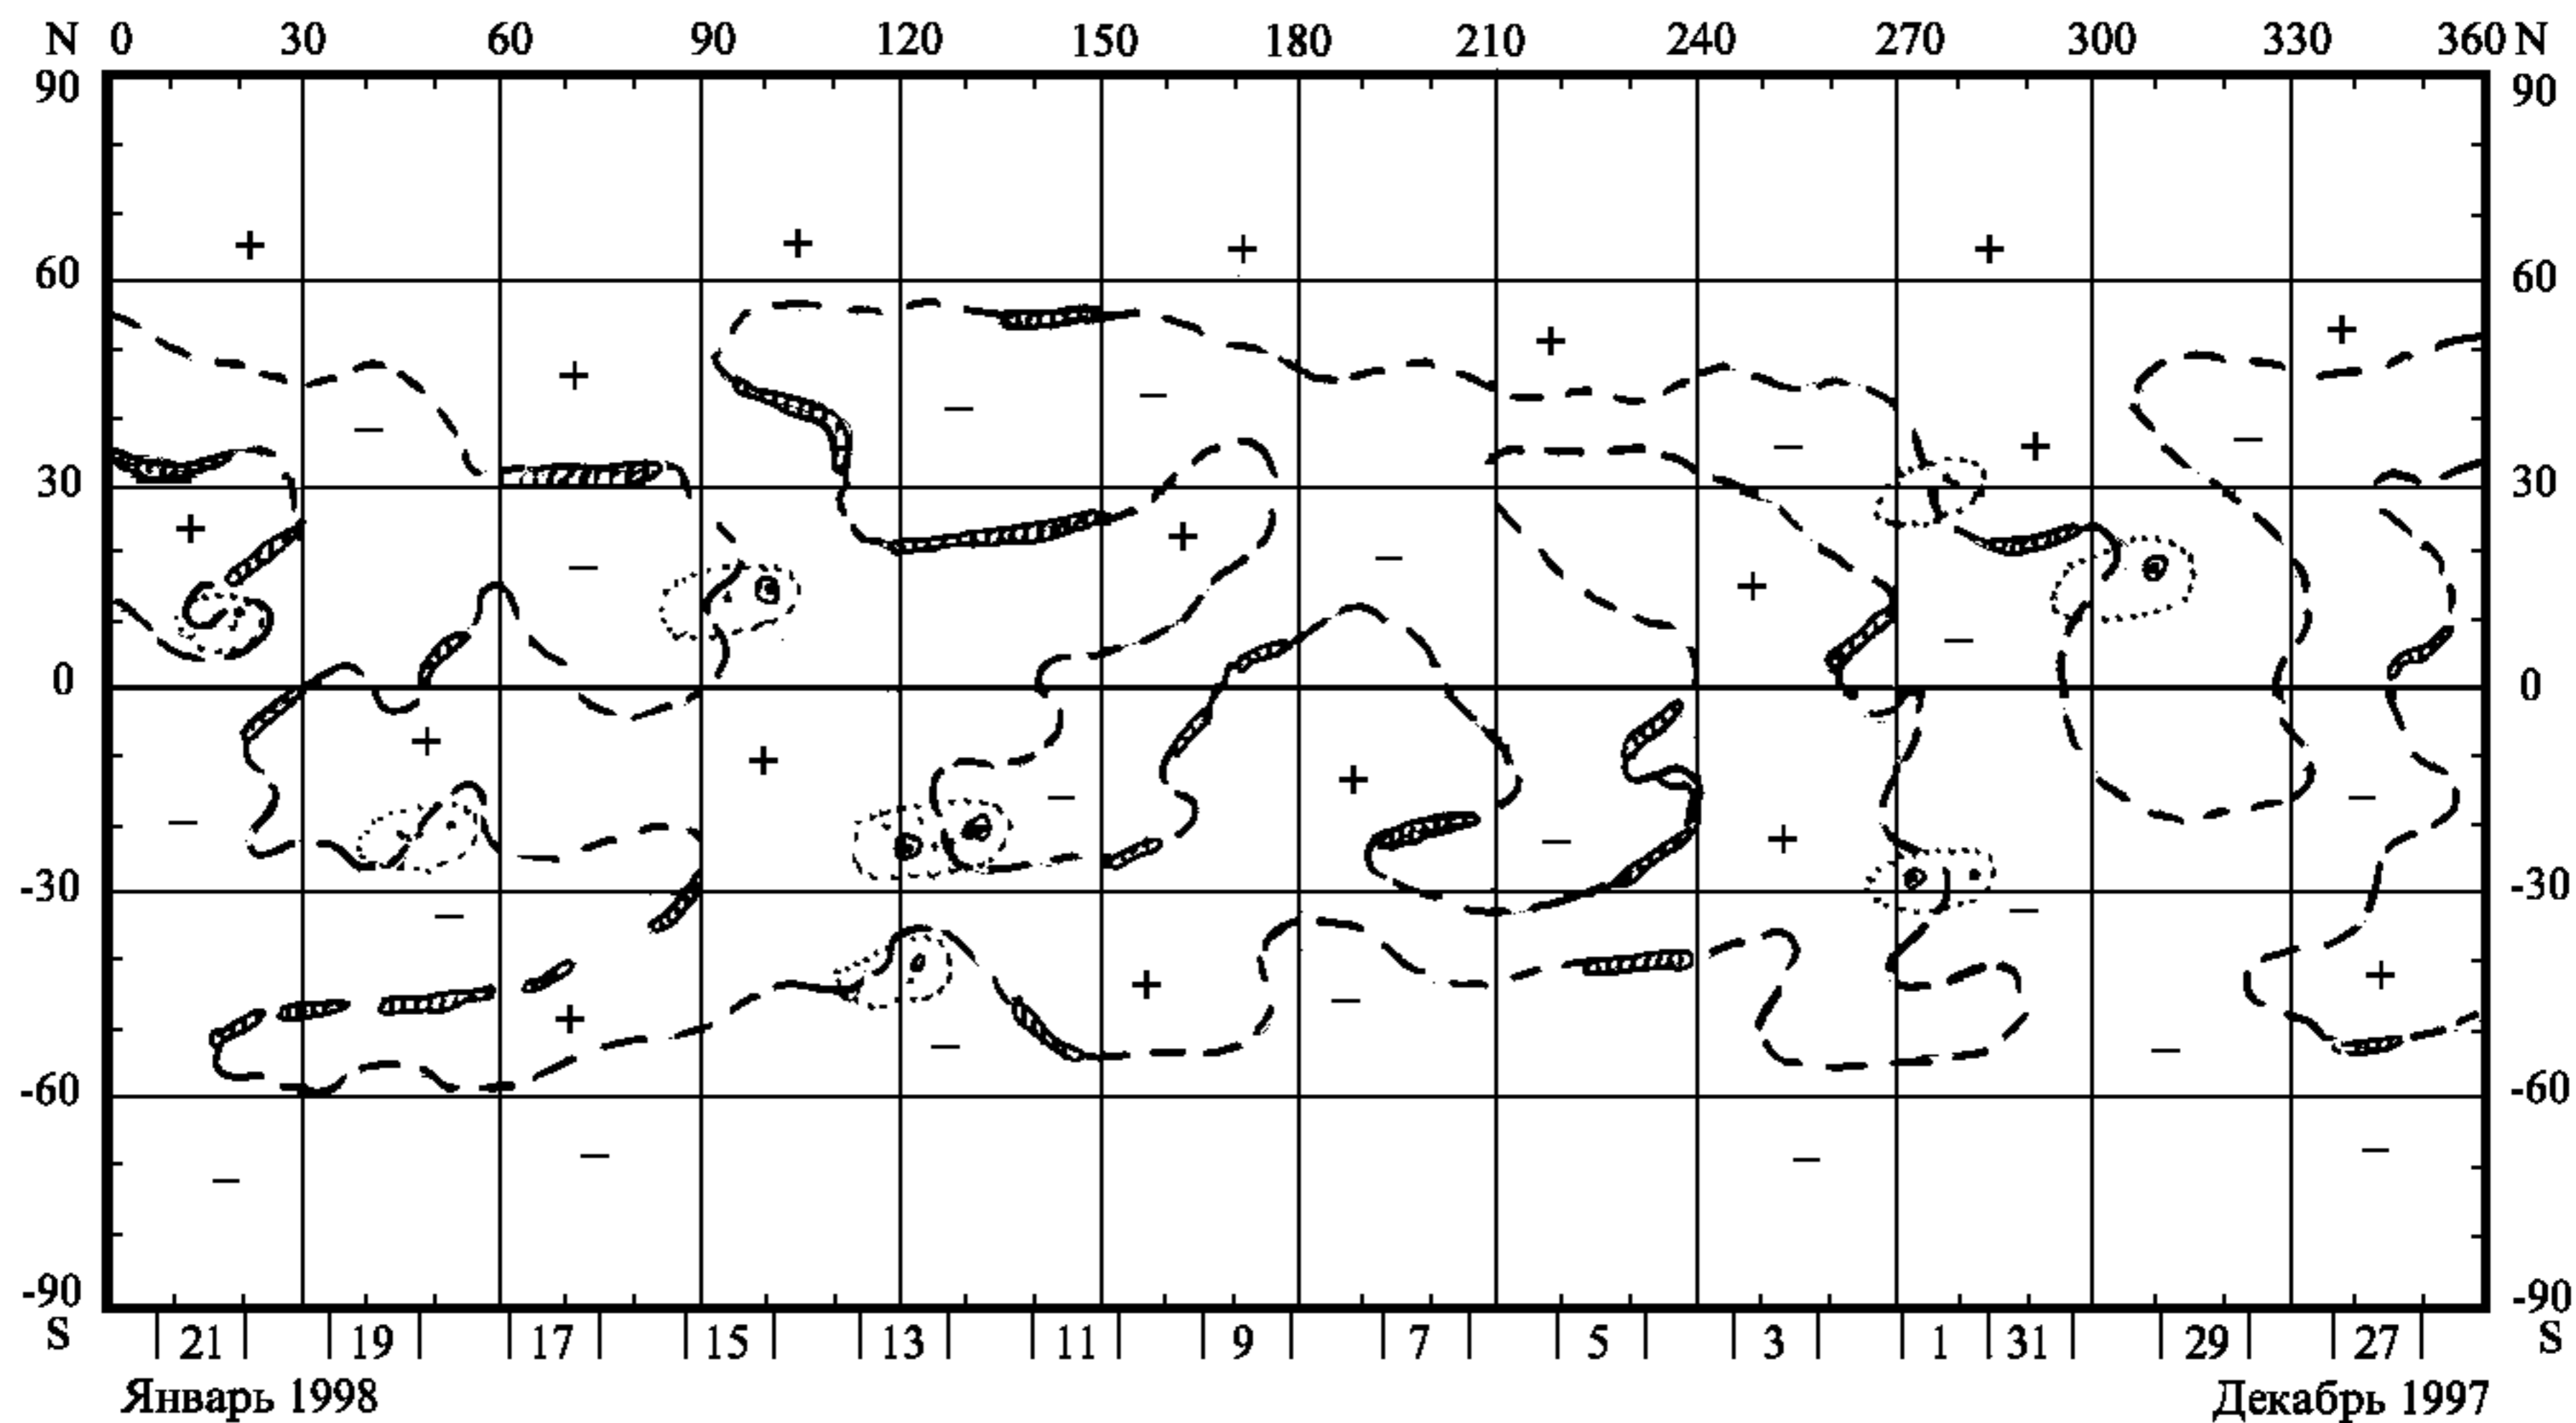 N 0 30 60 90 120 150 180 210 240 270 300 330 360 N
90 90
+ + + +
60 60
+ +
+
- - -
- - + -
30 30
+ +
- - +
-
0 0
+
+ +
- - -
- + -
-30 -30
- -
+ + -
+ - -
-60 -60
- - -
-
-90 -90
S 21 19 17 15 13 11 9 7 5 3 1 31 29 27 S
Январь 1998 Декабрь 1997